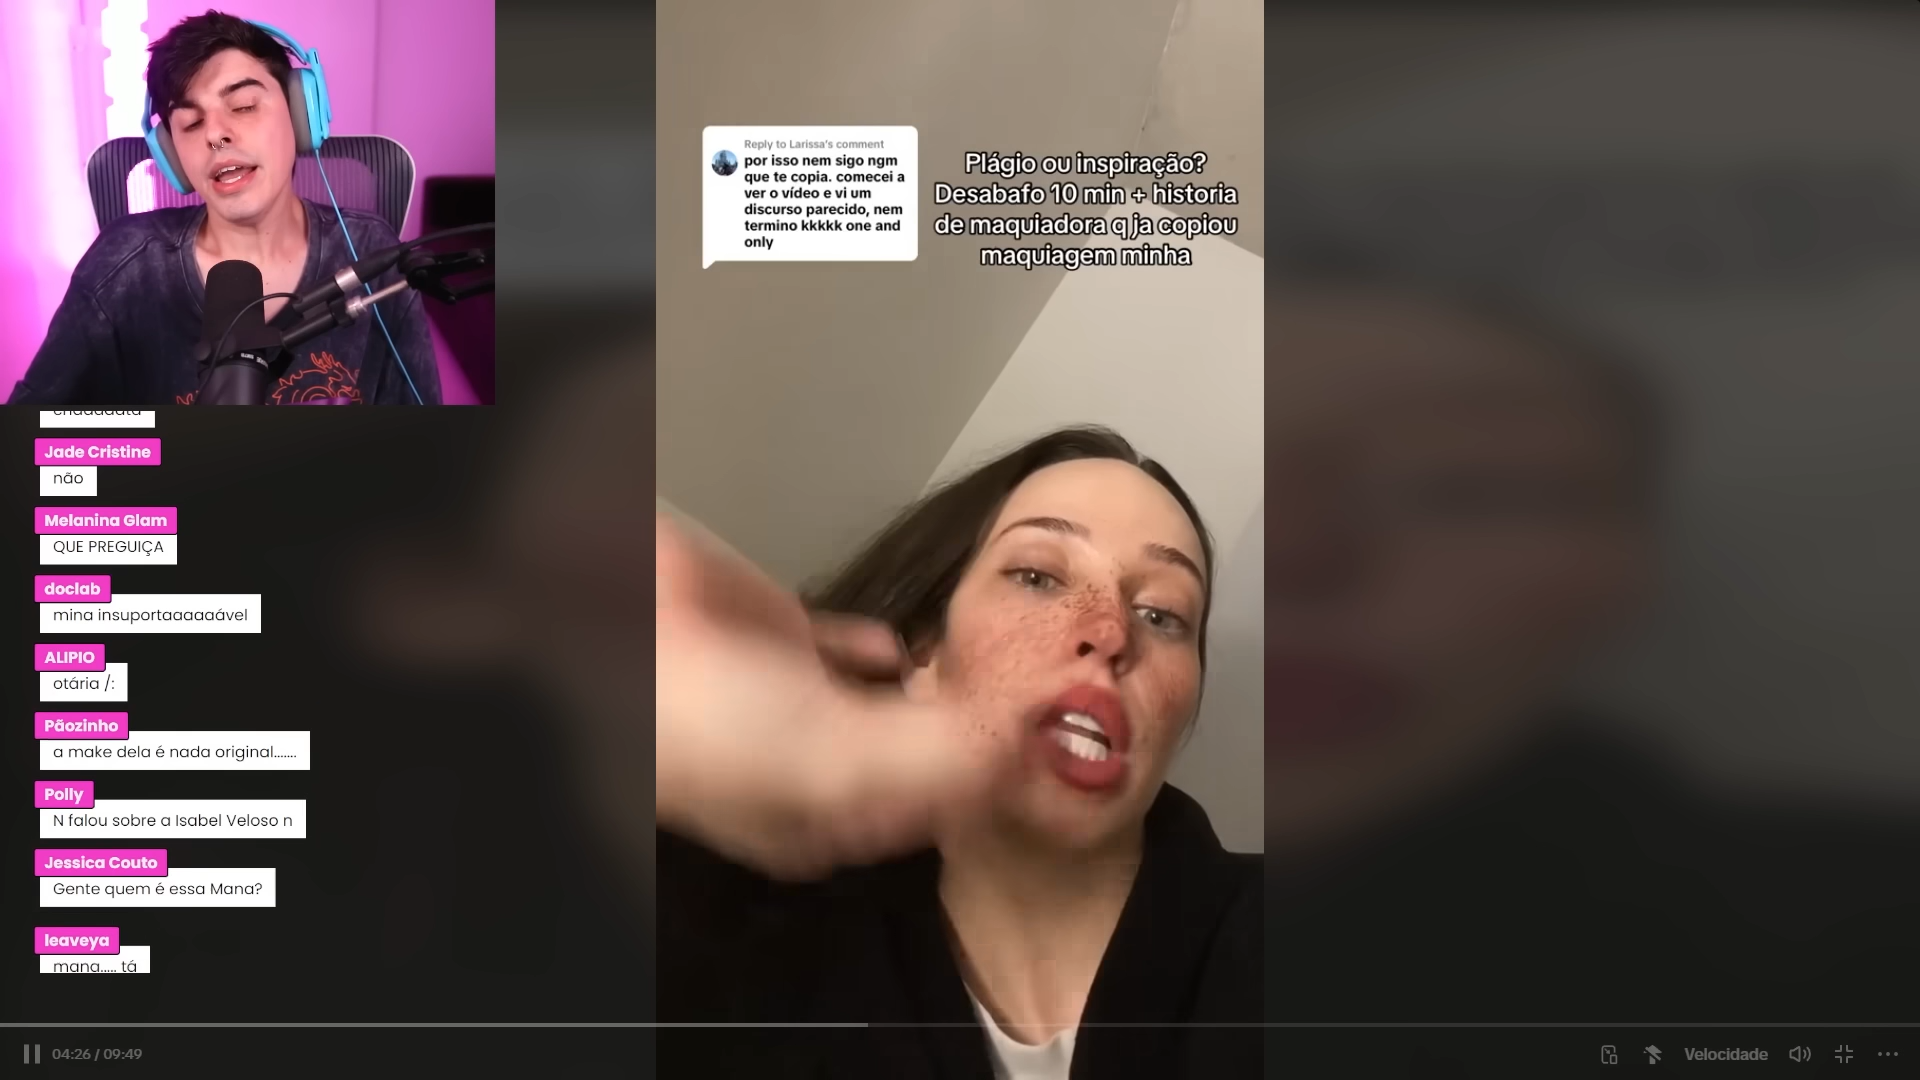 Reply to Larissa's comment
por isso nem sigo ngm
que te copia. comecei a
ver o vídeo e vi um
discurso parecido, nem
termino kkkkk one and
only
Plágio ou inspiração?
Desabafo 10 min + historia
de maquiadora q ja copiou
maquiagem minha
Jade Cristine
não
Melanina Glam
QUE PREGUIÇA
doclab
mina insuportaaaaaável
ALIPIO
otária /:
Pãozinho
a make dela é nada original.......
Polly
N falou sobre a Isabel Veloso n
Jessica Couto
Gente quem é essa Mana?
leaveya
mana..... tá
04:26 / 09:49
Velocidade